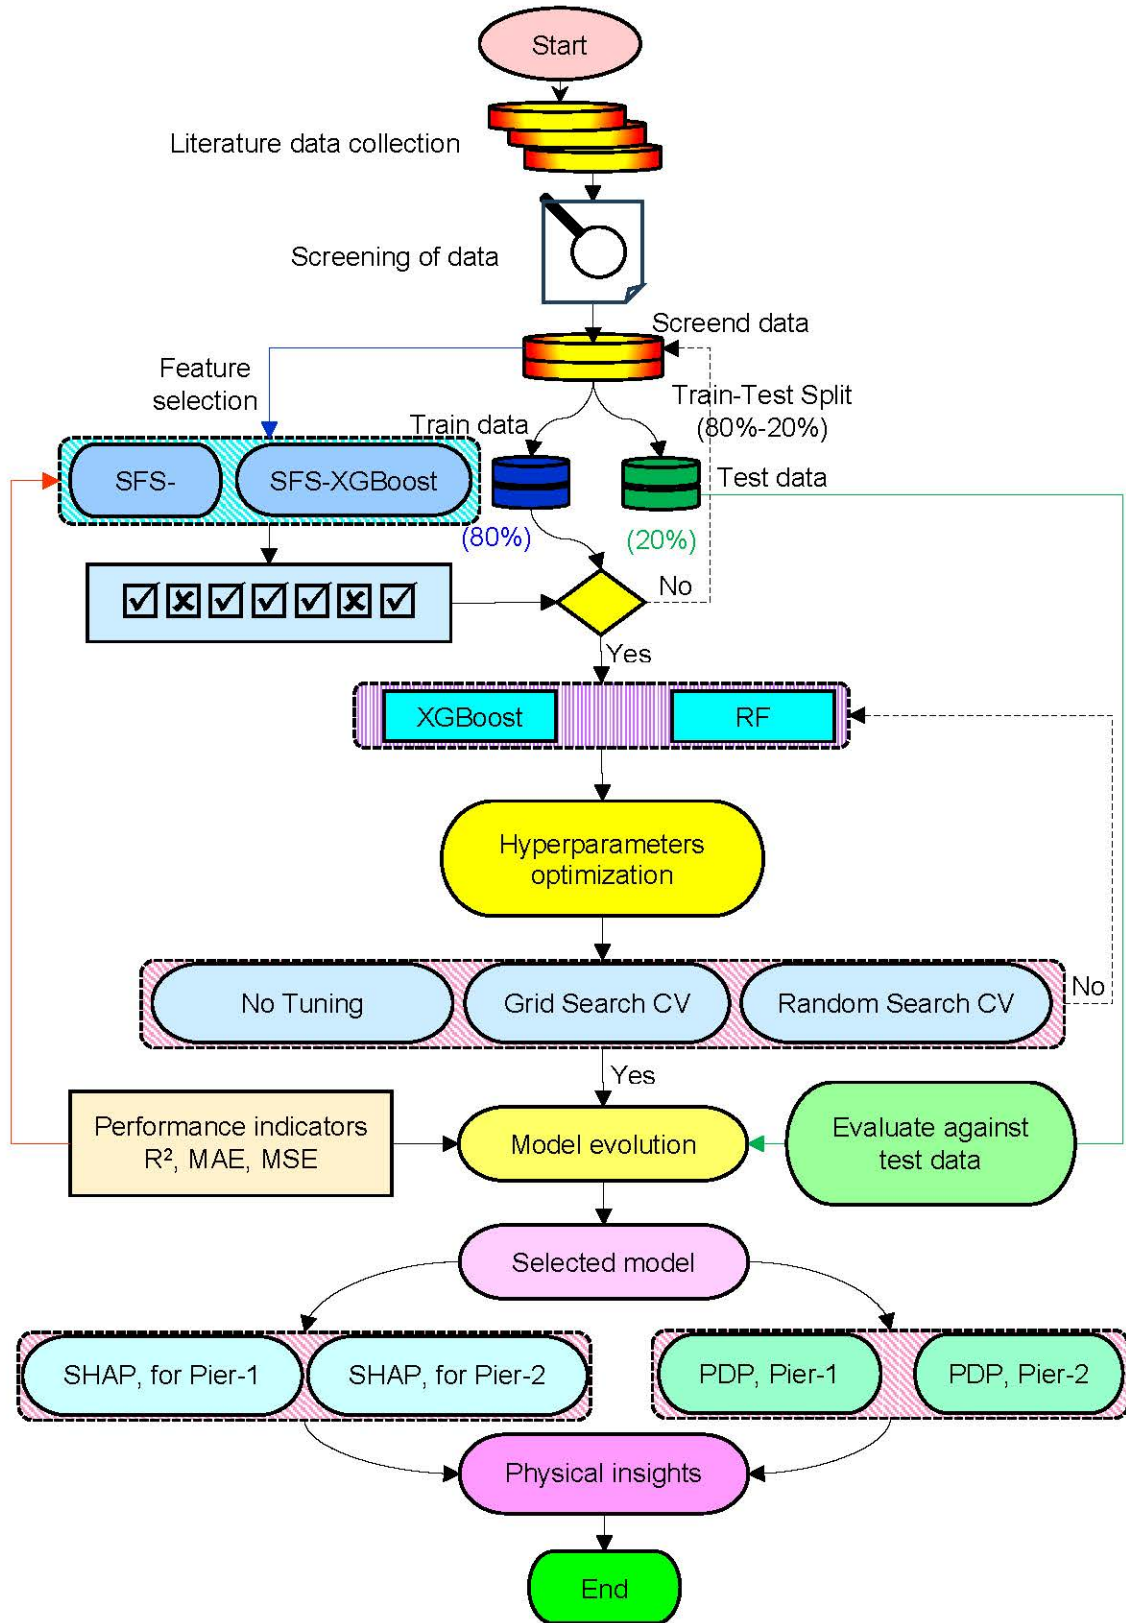 Start
Literature data collection
Screening of data
Screend data
Feature
selection
Train-Test Split
(80%-20%)
Train data
Test data
SFS-
SFS-XGBoost
(80%)
(20%)
No
Yes
XGBoost
RF
Hyperparameters
optimization
No Tuning
Grid Search CV
Random Search CV
No
Yes
Performance indicators
R², MAE, MSE
Model evolution
Evaluate against
test data
Selected model
SHAP, for Pier-1
SHAP, for Pier-2
PDP, Pier-1
PDP, Pier-2
Physical insights
End